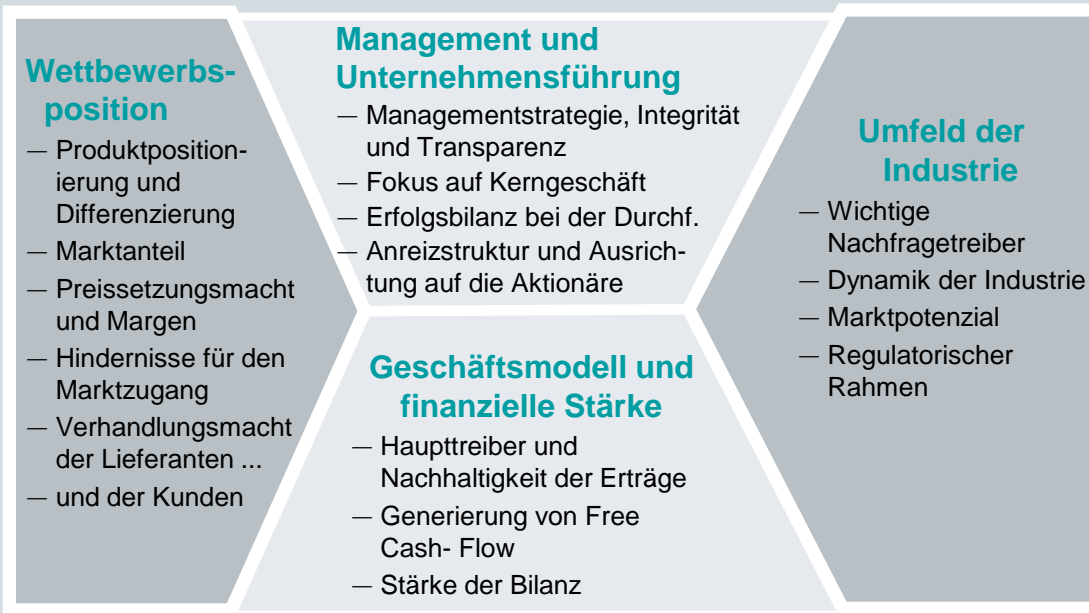 Wettbewerbs-
position
— Produktposition-
ierung und
Differenzierung
— Marktanteil
— Preissetzungsmacht
und Margen
— Hindernisse für den
Marktzugang
— Verhandlungsmacht
der Lieferanten ...
— und der Kunden
Management und
Unternehmensführung
— Managementstrategie, Integrität
und Transparenz
— Fokus auf Kerngeschäft
— Erfolgsbilanz bei der Durchf.
— Anreizstruktur und Ausrich-
tung auf die Aktionäre
Geschäftsmodell und
finanzielle Stärke
— Haupttreiber und
Nachhaltigkeit der Erträge
— Generierung von Free
Cash- Flow
— Stärke der Bilanz
Umfeld der
Industrie
— Wichtige
Nachfragetreiber
— Dynamik der Industrie
— Marktpotenzial
— Regulatorischer
Rahmen